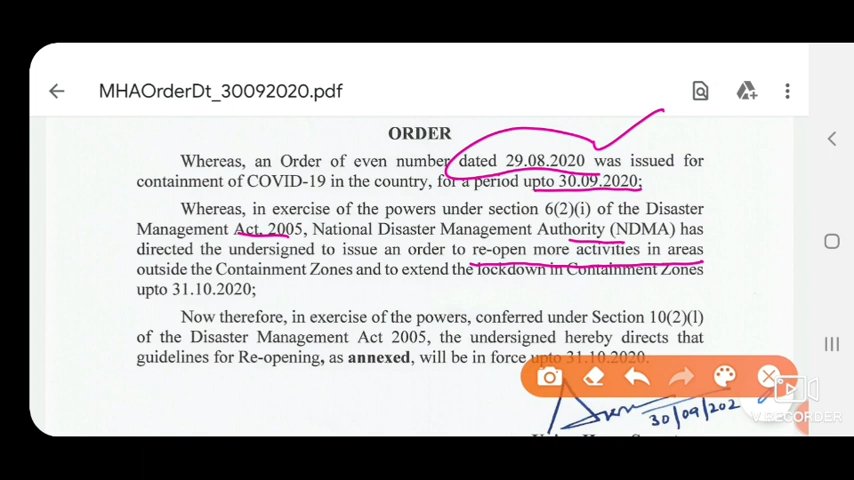 MHAOrderDt_30092020.pdf
ORDER
Whereas, an Order of even number dated 29.08.2020 was issued for
containment of COVID-19 in the country, for a period upto 30.09.2020;
Whereas, in exercise of the powers under section 6(2)(i) of the Disaster
Management Act, 2005, National Disaster Management Authority (NDMA) has
directed the undersigned to issue an order to re-open more activities in areas
outside the Containment Zones and to extend the lockdown in Containment Zones
upto 31.10.2020;
Now therefore, in exercise of the powers, conferred under Section 10(2)(l)
of the Disaster Management Act 2005, the undersigned hereby directs that
guidelines for Re-opening, as annexed, will be in force upto 31.10.2020.
30/09/202
V.RECORDER